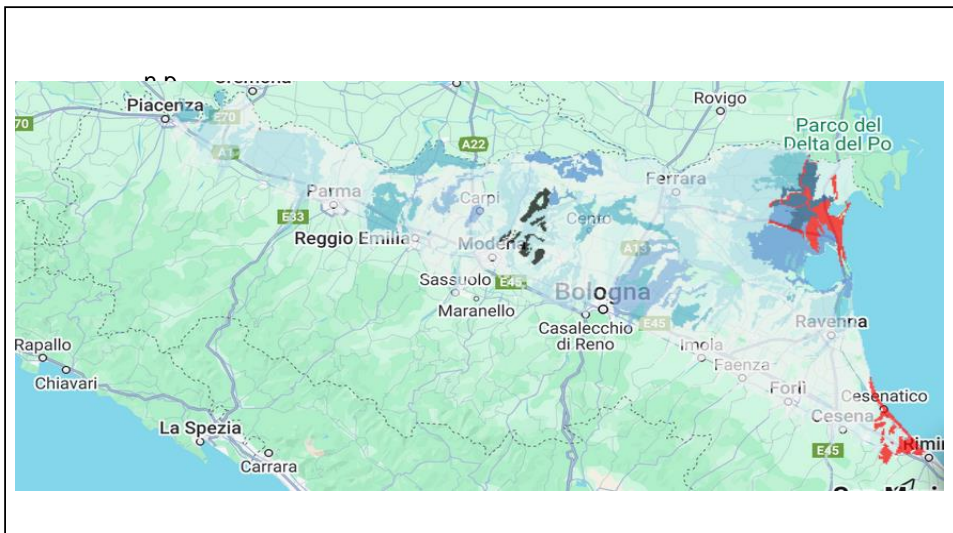 Cremona
Piacenza
E70
70
A1
Rovigo
Parco del
Delta del Po
A22
Parma
Carpi
Ferrara
Cento
E33
Reggio Emilia
Modena
A13
Sassuolo
E45
Bologna
Maranello
Casalecchio
di Reno
E45
Ravenna
Imola
Rapallo
Faenza
Chiavari
Forlì
Cesenatico
Cesena
La Spezia
E45
Rimin
Carrara